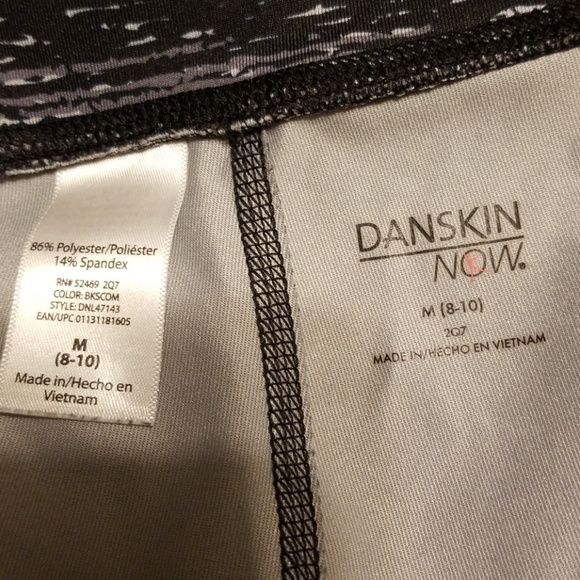 86% Polyester/Poliéster
14% Spandex
RN# 52469 2Q7
COLOR: BKSCOM
STYLE: DNL47143
EAN/UPC 01131181605
M
(8-10)
Made in/Hecho en
Vietnam
DANSKIN
NOW®
M (8-10)
2Q7
MADE IN/HECHO EN VIETNAM